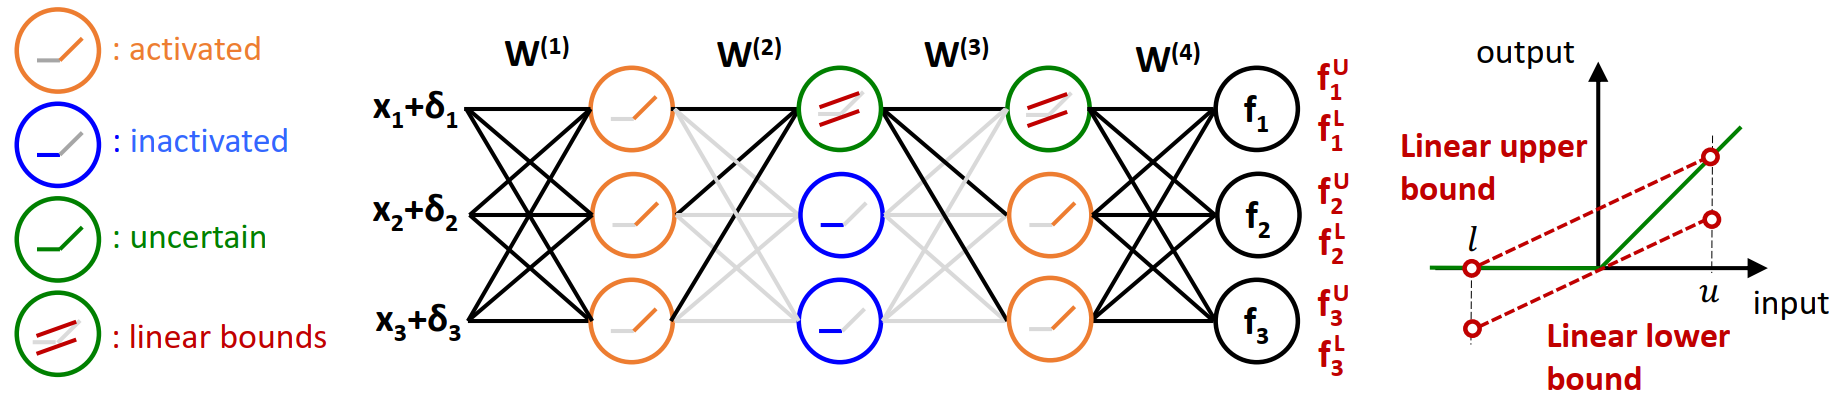 : activated
: inactivated
: uncertain
: linear bounds
W(1)
W(2)
W(3)
W(4)
x1+δ1
x2+δ2
x3+δ3
f1
f2
f3
f1U
f1L
f2U
f2L
f3U
f3L
output
Linear upper
bound
l
u
input
Linear lower
bound